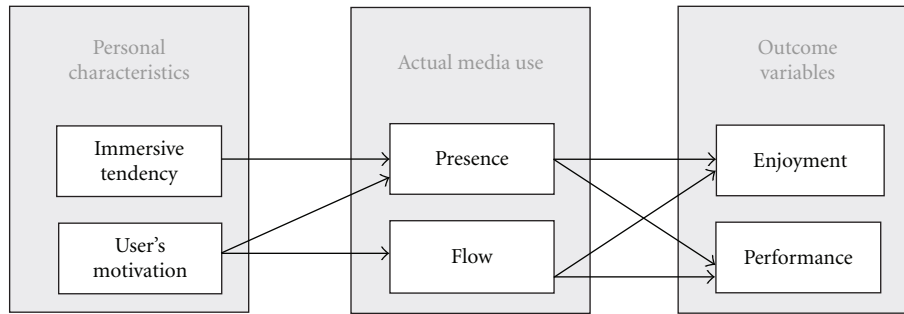 Personal
characteristics
Immersive
tendency
User's
motivation
Actual media use
Presence
Flow
Outcome
variables
Enjoyment
Performance